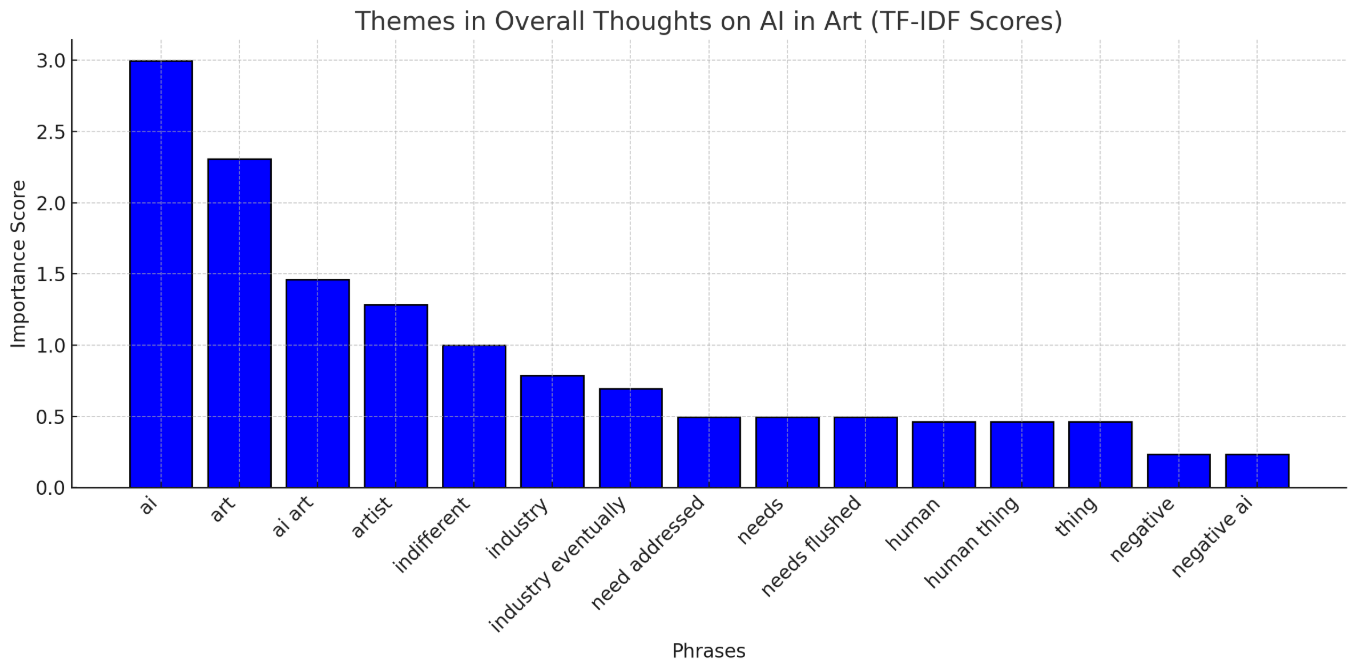 Themes in Overall Thoughts on AI in Art (TF-IDF Scores)
Importance Score
3.0
2.5
2.0
1.5
1.0
0.5
0.0
ai
art
ai art
artist
indifferent
industry
industry eventually
need addressed
needs
needs flushed
human
human thing
thing
negative
negative ai
Phrases